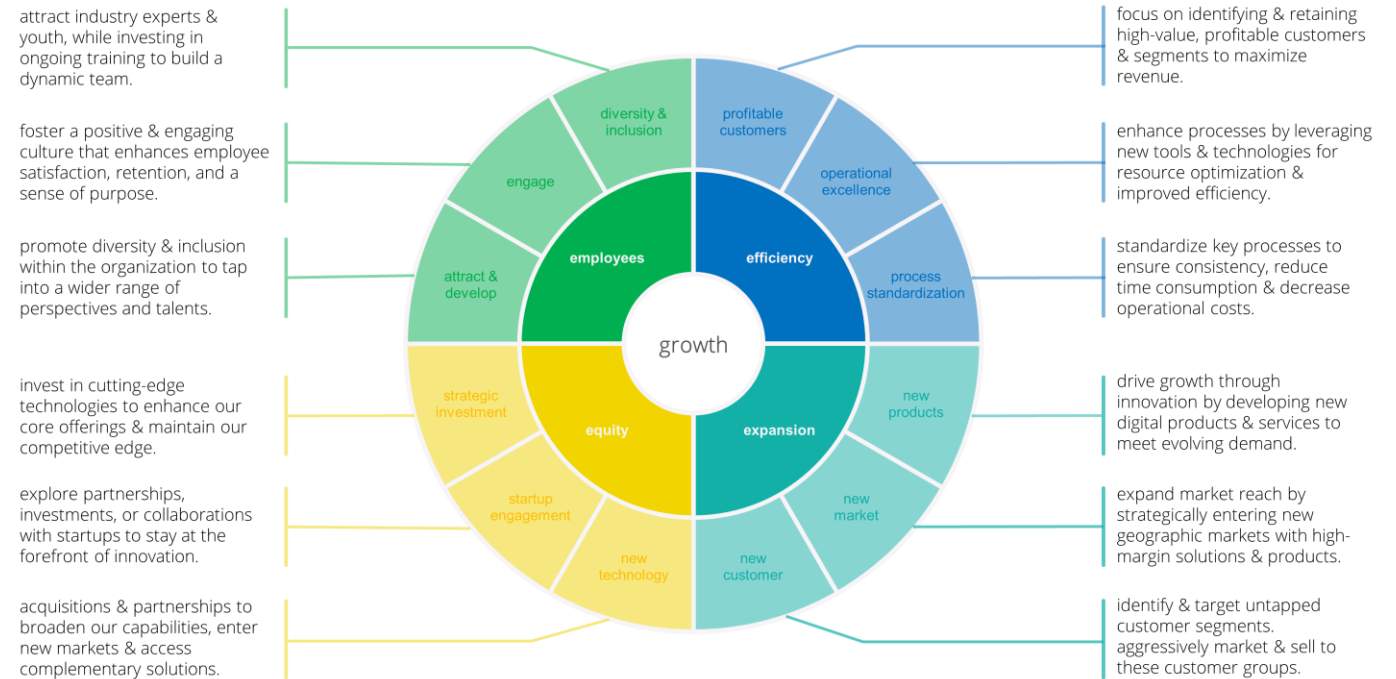 attract industry experts &
youth, while investing in
ongoing training to build a
dynamic team.
foster a positive & engaging
culture that enhances employee
satisfaction, retention, and a
sense of purpose.
promote diversity & inclusion
within the organization to tap
into a wider range of
perspectives and talents.
invest in cutting-edge
technologies to enhance our
core offerings & maintain our
competitive edge.
explore partnerships,
investments, or collaborations
with startups to stay at the
forefront of innovation.
acquisitions & partnerships to
broaden our capabilities, enter
new markets & access
complementary solutions.
diversity &
inclusion
engage
attract &
develop
employees
profitable
customers
operational
excellence
process
standardization
efficiency
growth
strategic
investment
startup
engagement
new
technology
equity
new
products
new
market
new
customer
expansion
focus on identifying & retaining
high-value, profitable customers
& segments to maximize
revenue.
enhance processes by leveraging
new tools & technologies for
resource optimization &
improved efficiency.
standardize key processes to
ensure consistency, reduce
time consumption & decrease
operational costs.
drive growth through
innovation by developing new
digital products & services to
meet evolving demand.
expand market reach by
strategically entering new
geographic markets with high-
margin solutions & products.
identify & target untapped
customer segments.
aggressively market & sell to
these customer groups.